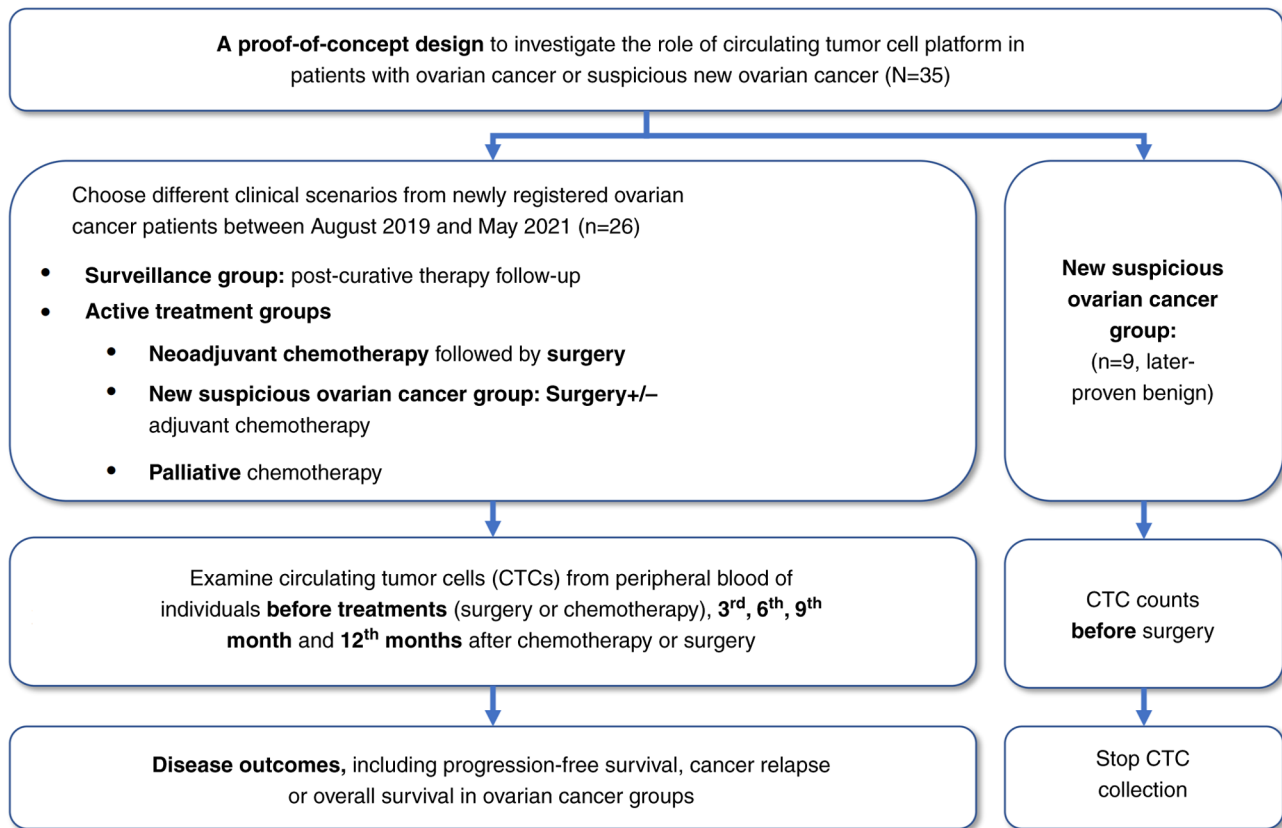 A proof-of-concept design to investigate the role of circulating tumor cell platform in
patients with ovarian cancer or suspicious new ovarian cancer (N=35)
Choose different clinical scenarios from newly registered ovarian
cancer patients between August 2019 and May 2021 (n=26)
• Surveillance group: post-curative therapy follow-up
• Active treatment groups
• Neoadjuvant chemotherapy followed by surgery
• New suspicious ovarian cancer group: Surgery+/–
adjuvant chemotherapy
• Palliative chemotherapy
New suspicious
ovarian cancer
group:
(n=9, later-
proven benign)
Examine circulating tumor cells (CTCs) from peripheral blood of
individuals before treatments (surgery or chemotherapy), 3rd, 6th, 9th
month and 12th months after chemotherapy or surgery
CTC counts
before surgery
Disease outcomes, including progression-free survival, cancer relapse
or overall survival in ovarian cancer groups
Stop CTC
collection